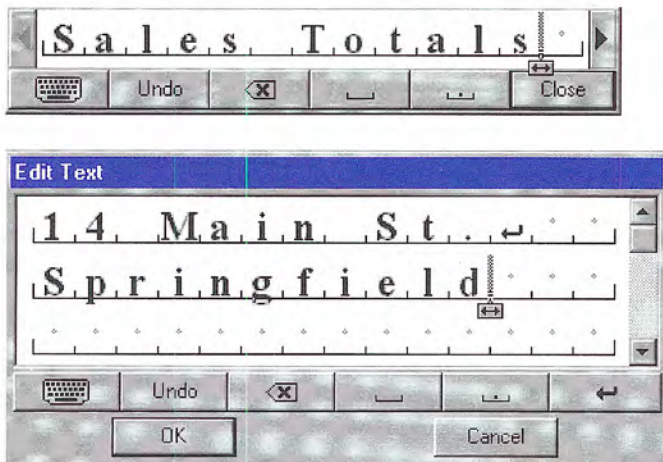 Sales Totals
Undo Close
Edit Text
14 Main St.↵
Springfield
Undo
OK Cancel